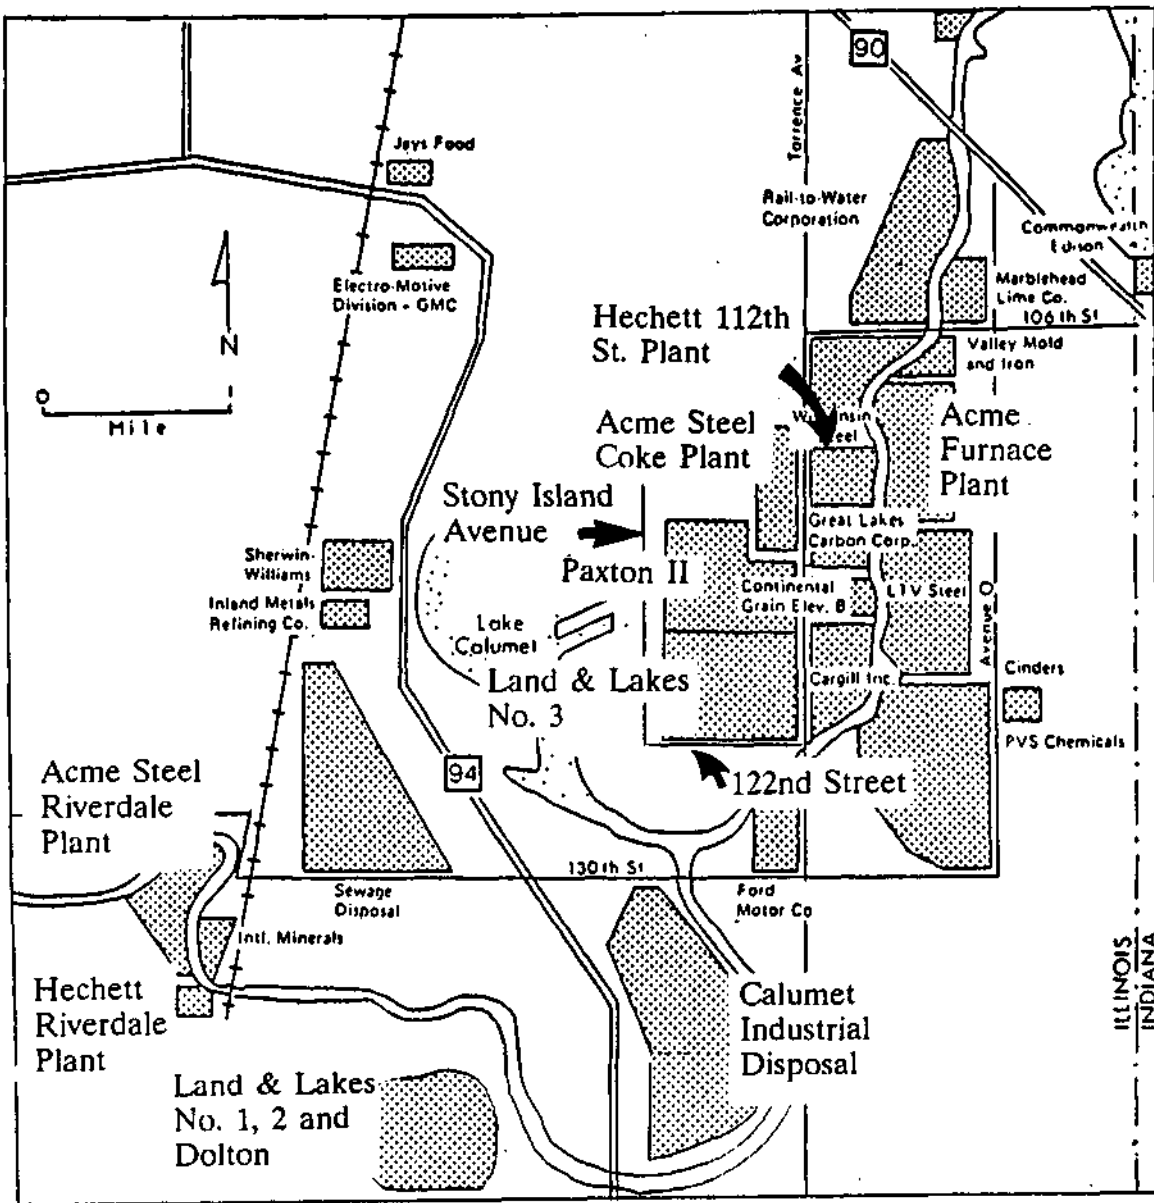 90
Torrence Av
Jays Food
Rail-to-Water
Corporation
Commonwealth
Edison
Electro-Motive
Division - GMC
Marblehead
Lime Co.
106th St
N
O
Mile
Hechett 112th
St. Plant
Valley Mold
and Iron
Acme Steel
Coke Plant
Acme
Furnace
Plant
Stony Island
Avenue
Great Lakes
Carbon Corp.
Sherwin-
Williams
Paxton II
Continental
Grain Elev. B
LTV Steel
Avenue O
Inland Metals
Refining Co.
Lake
Calumet
Land & Lakes
No. 3
Cargill Inc.
Cinders
PVS Chemicals
Acme Steel
Riverdale
Plant
94
122nd Street
130th St
Sewage
Disposal
Ford
Motor Co
Intl. Minerals
ILLINOIS
INDIANA
Hechett
Riverdale
Plant
Calumet
Industrial
Disposal
Land & Lakes
No. 1, 2 and
Dolton